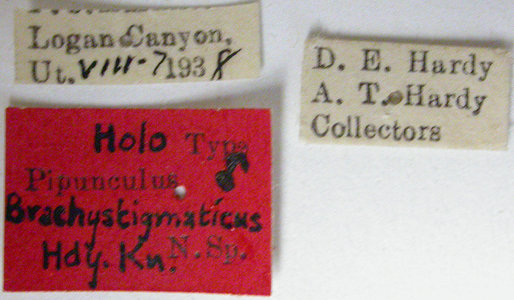 Logan Canyon,
Ut. VIII-7 1938
D. E. Hardy
A. T. Hardy
Collectors
Holo Type
Pipunculus ♂
Brachystigmaticus
Hdy. Kn. N. Sp.